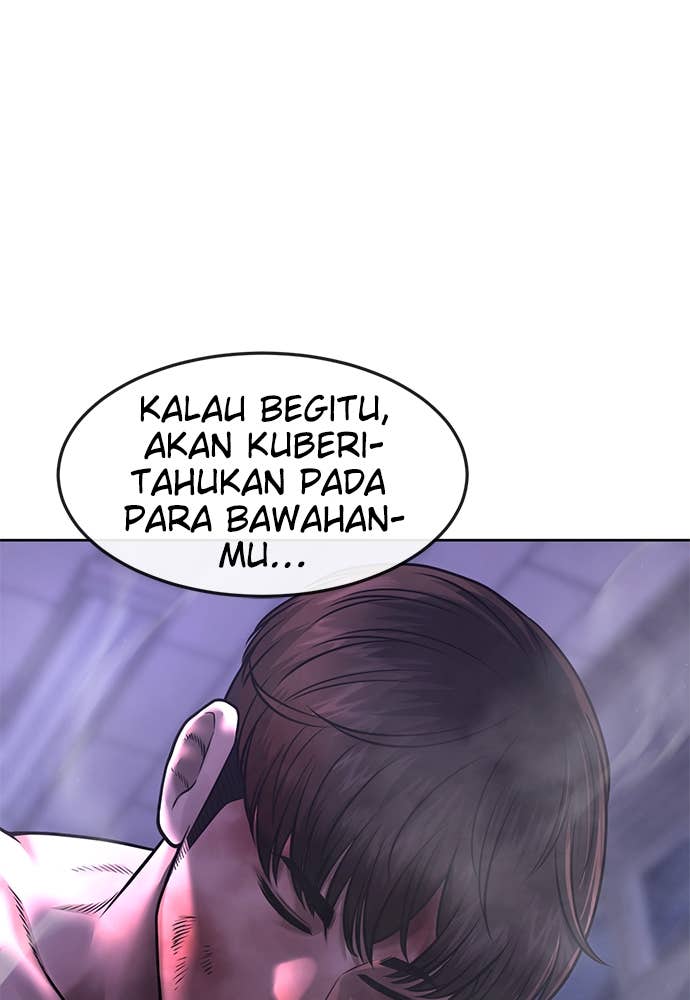 KALAU BEGITU,
AKAN KUBERI-
TAHUKAN PADA
PARA BAWAHAN-
MU...